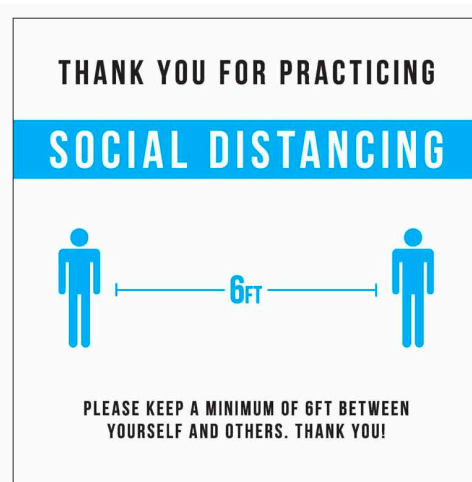 THANK YOU FOR PRACTICING
SOCIAL DISTANCING
6FT
PLEASE KEEP A MINIMUM OF 6FT BETWEEN
YOURSELF AND OTHERS. THANK YOU!